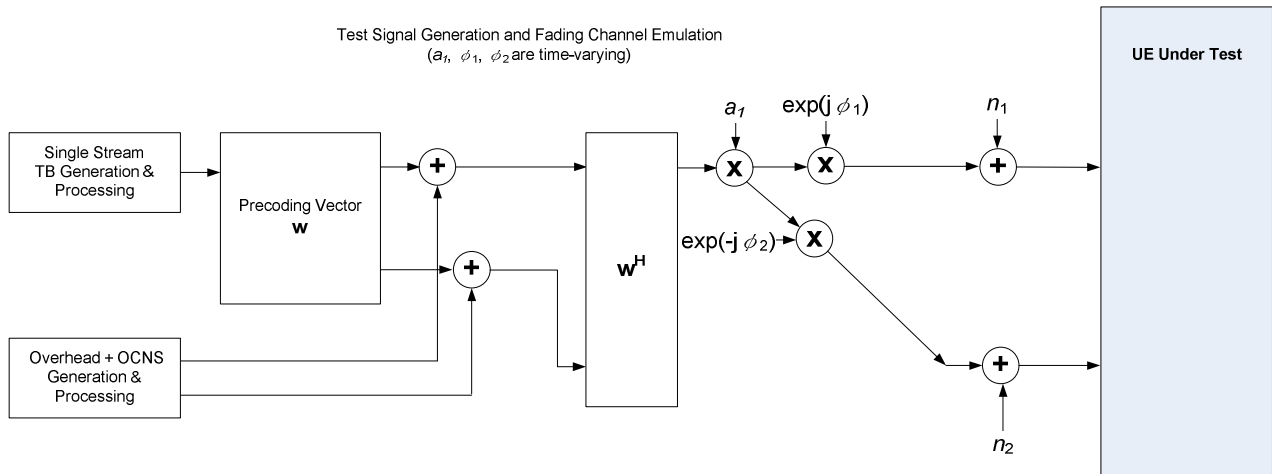 Test Signal Generation and Fading Channel Emulation
(a₁, ϕ₁, ϕ₂ are time-varying)
UE Under Test
a₁
exp(j ϕ₁)
n₁
Single Stream
TB Generation &
Processing
+
x
x
+
Precoding Vector
w
exp(-j ϕ₂)
x
+
wᴴ
Overhead + OCNS
Generation &
Processing
+
n₂